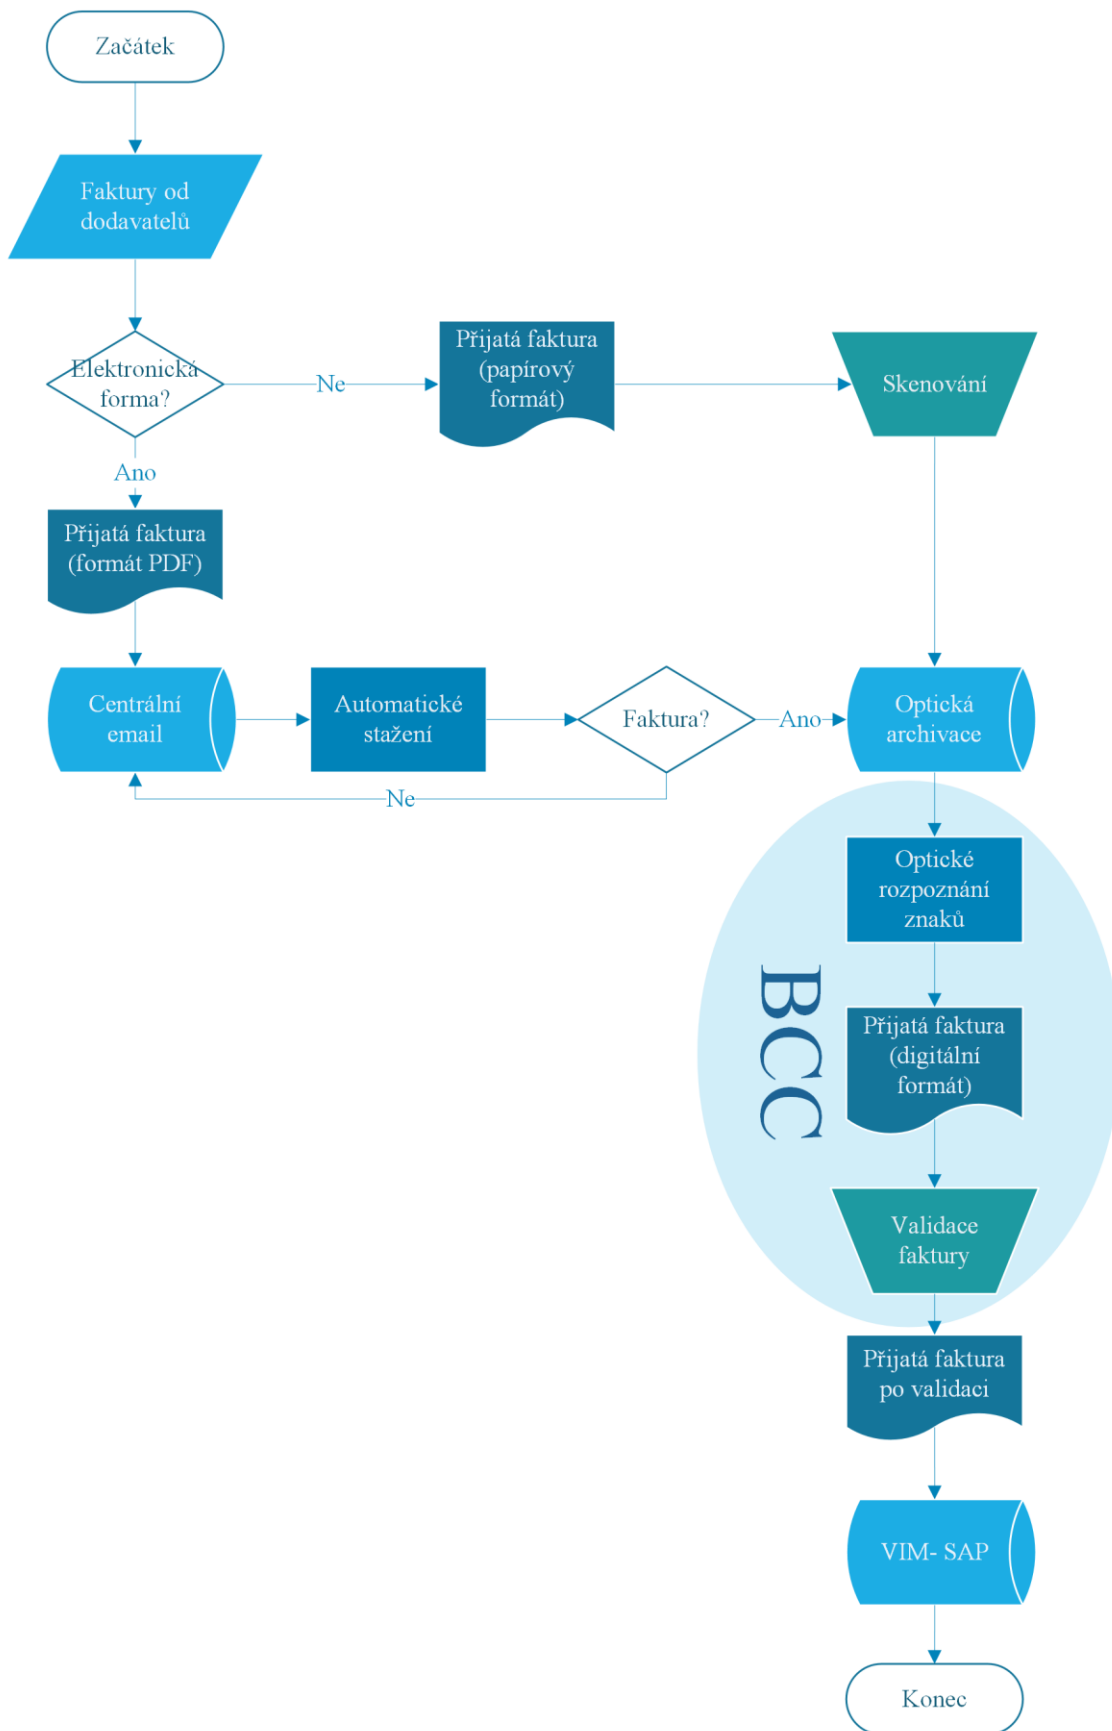 Začátek
Faktury od
dodavatelů
Elektronická
forma?
Ne
Přijatá faktura
(papírový
formát)
Skenování
Ano
Přijatá faktura
(formát PDF)
Centrální
email
Automatické
stažení
Faktura?
Ano
Optická
archivace
Ne
Optické
rozpoznání
znaků
BCC
Přijatá faktura
(digitální
formát)
Validace
faktury
Přijatá faktura
po validaci
VIM- SAP
Konec